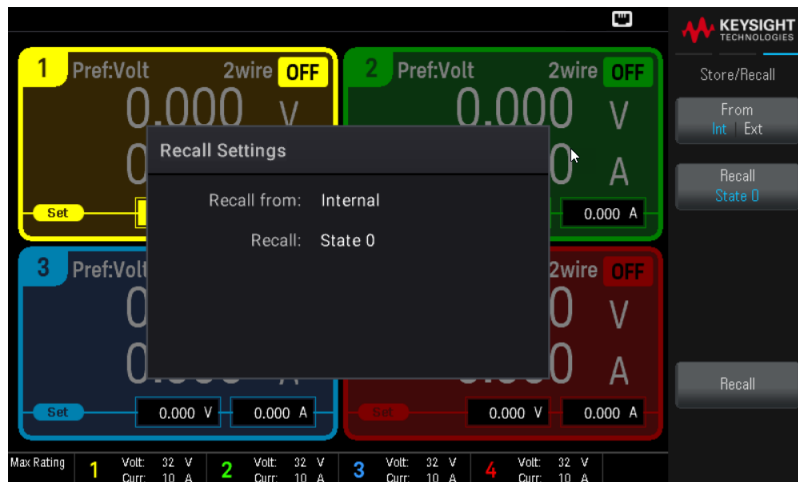 KEYSIGHT
TECHNOLOGIES
1 Pref:Volt 2wire OFF
0.000 V
Set
2 Pref:Volt 2wire OFF
0.000 V
A
0.000 A
3 Pref:Volt
Set 0.000 V 0.000 A
2wire OFF
V
A
Set 0.000 V 0.000 A
Recall Settings
Recall from: Internal
Recall: State 0
Store/Recall
From
Int Ext
Recall
State 0
Recall
Max Rating 1 Volt: 32 V 2 Volt: 32 V 3 Volt: 32 V 4 Volt: 32 V
Curr: 10 A Curr: 10 A Curr: 10 A Curr: 10 A